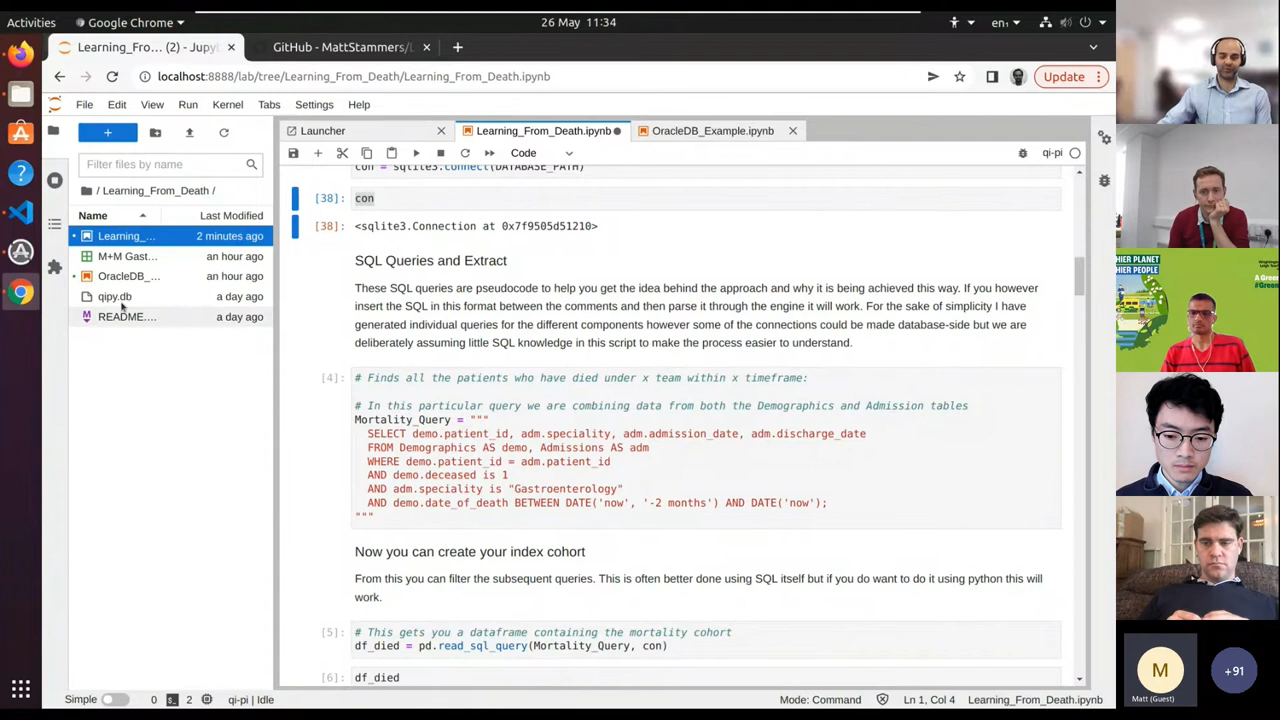 Activities
Google Chrome
26 May 11:34
en₁
Learning_Fro… (2) - Jupyte
GitHub - MattStammers/L
localhost:8888/lab/tree/Learning_From_Death/Learning_From_Death.ipynb
Update
File
Edit
View
Run
Kernel
Tabs
Settings
Help
Launcher
Learning_From_Death.ipynb
OracleDB_Example.ipynb
Code
qi-pi
Filter files by name
/ Learning_From_Death /
Name
Last Modified
Learning_…
2 minutes ago
M+M Gast…
an hour ago
OracleDB_…
an hour ago
qipy.db
a day ago
README.…
a day ago
con = sqlite3.connect(DATABASE_PATH)
[38]:
con
[38]:
<sqlite3.Connection at 0x7f9505d51210>
SQL Queries and Extract
These SQL queries are pseudocode to help you get the idea behind the approach and why it is being achieved this way. If you however
insert the SQL in this format between the comments and then parse it through the engine it will work. For the sake of simplicity I have
generated individual queries for the different components however some of the connections could be made database-side but we are
deliberately assuming little SQL knowledge in this script to make the process easier to understand.
[4]:
# Finds all the patients who have died under x team within x timeframe:
# In this particular query we are combining data from both the Demographics and Admission tables
Mortality_Query = """
SELECT demo.patient_id, adm.speciality, adm.admission_date, adm.discharge_date
FROM Demographics AS demo, Admissions AS adm
WHERE demo.patient_id = adm.patient_id
AND demo.deceased is 1
AND adm.speciality is "Gastroenterology"
AND demo.date_of_death BETWEEN DATE('now', '-2 months') AND DATE('now');
"""
Now you can create your index cohort
From this you can filter the subsequent queries. This is often better done using SQL itself but if you do want to do it using python this will
work.
[5]:
# This gets you a dataframe containing the mortality cohort
df_died = pd.read_sql_query(Mortality_Query, con)
[6]:
df_died
Simple
0
2
qi-pi | Idle
Mode: Command
Ln 1, Col 4
Learning_From_Death.ipynb
M
Matt (Guest)
+91